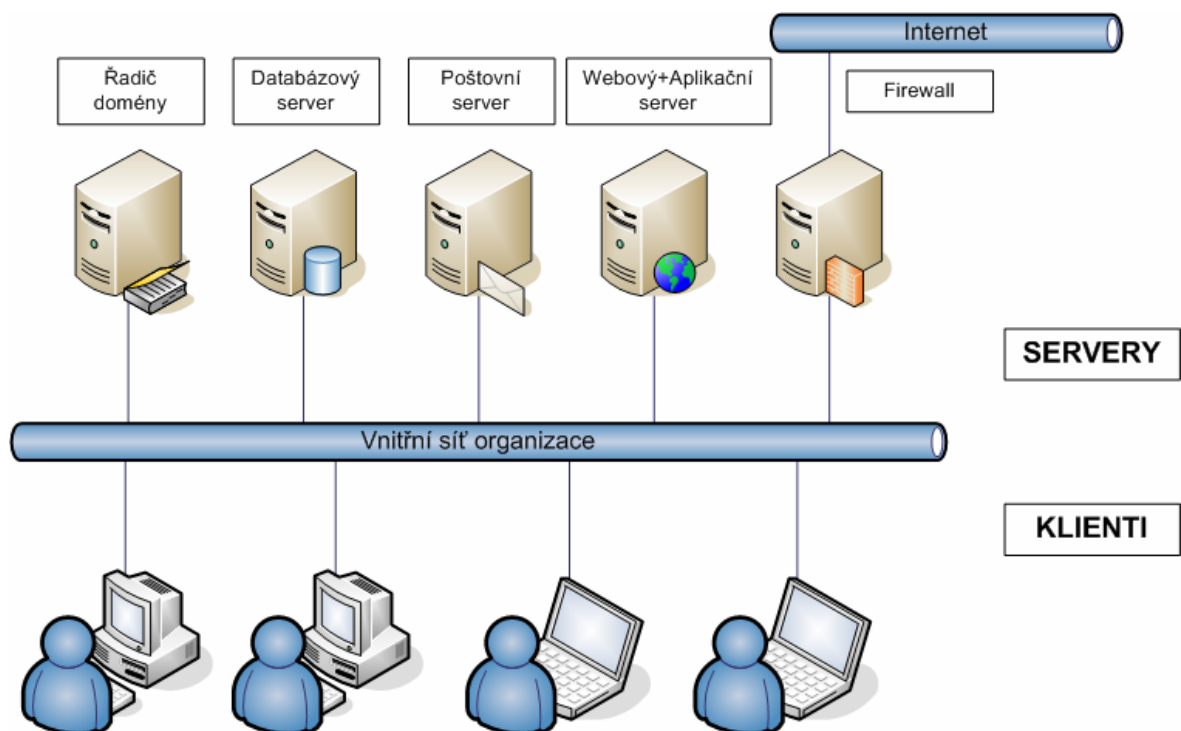 Internet
Řadič
domény
Databázový
server
Poštovní
server
Webový+Aplikační
server
Firewall
SERVERY
Vnitřní síť organizace
KLIENTI